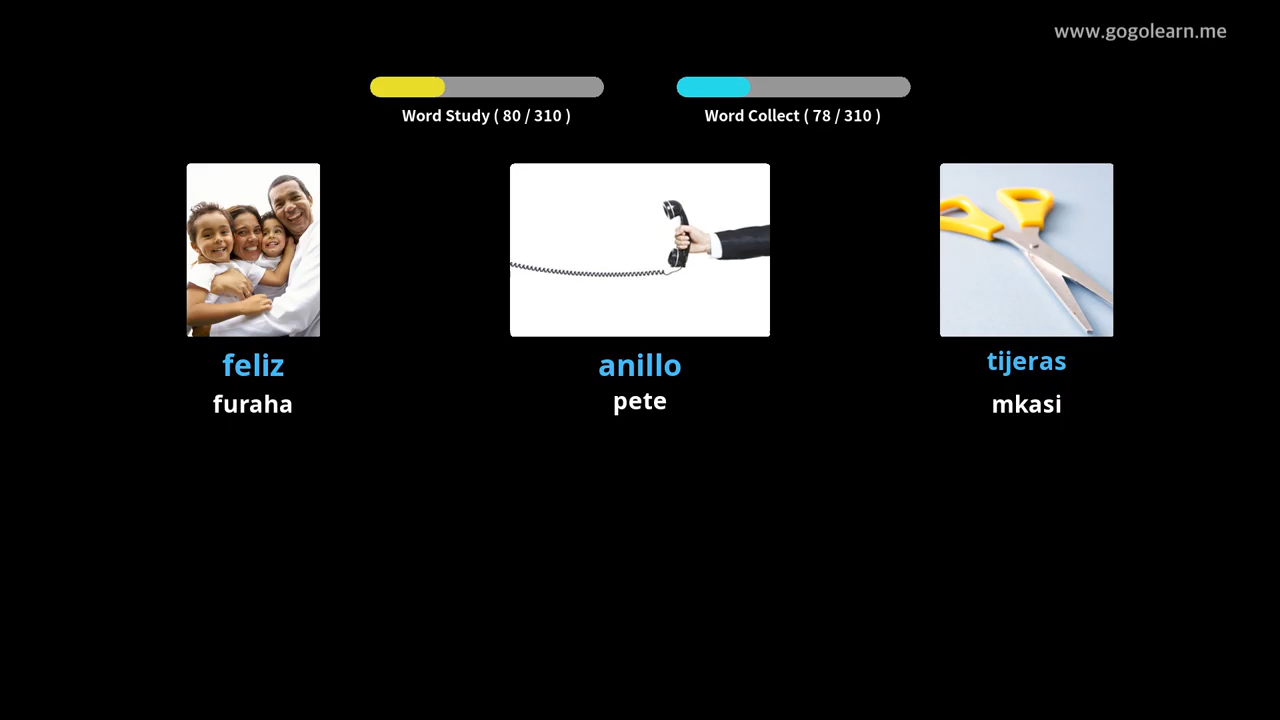 www.gogolearn.me
Word Study ( 80 / 310 )
Word Collect ( 78 / 310 )
feliz
furaha
anillo
pete
tijeras
mkasi